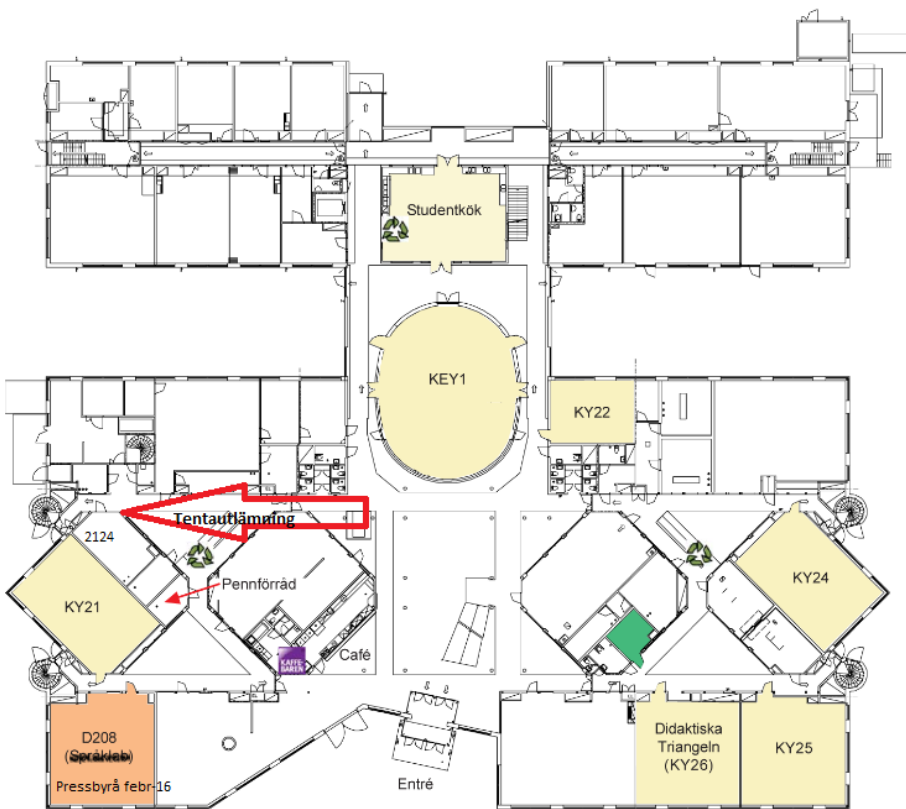 Studentkök
KEY1
KY22
Tentautlämning
2124
Pennförråd
KY21
KY24
KAFFE-
BAREN
Café
D208
(Språklab)
Pressbyrå febr-16
Didaktiska
Triangeln
(KY26)
KY25
Entré